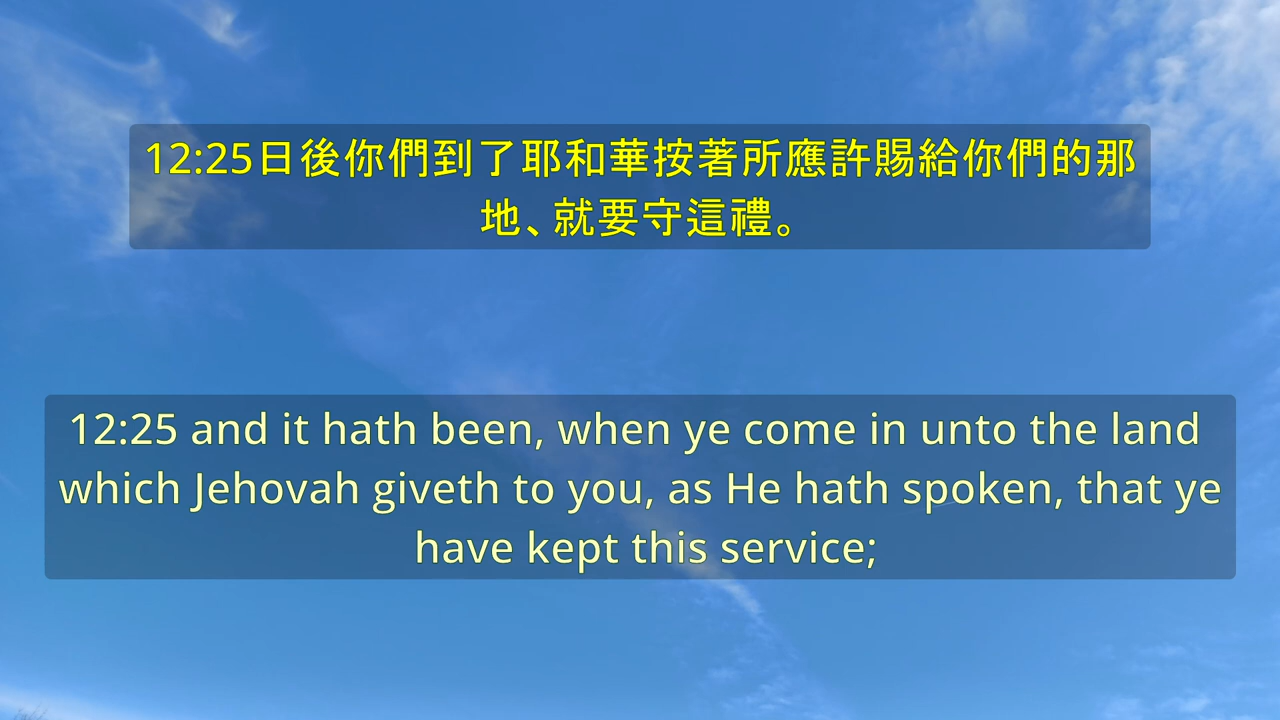 12:25日後你們到了耶和華按著所應許賜給你們的那
地、就要守這禮。
12:25 and it hath been, when ye come in unto the land
which Jehovah giveth to you, as He hath spoken, that ye
have kept this service;